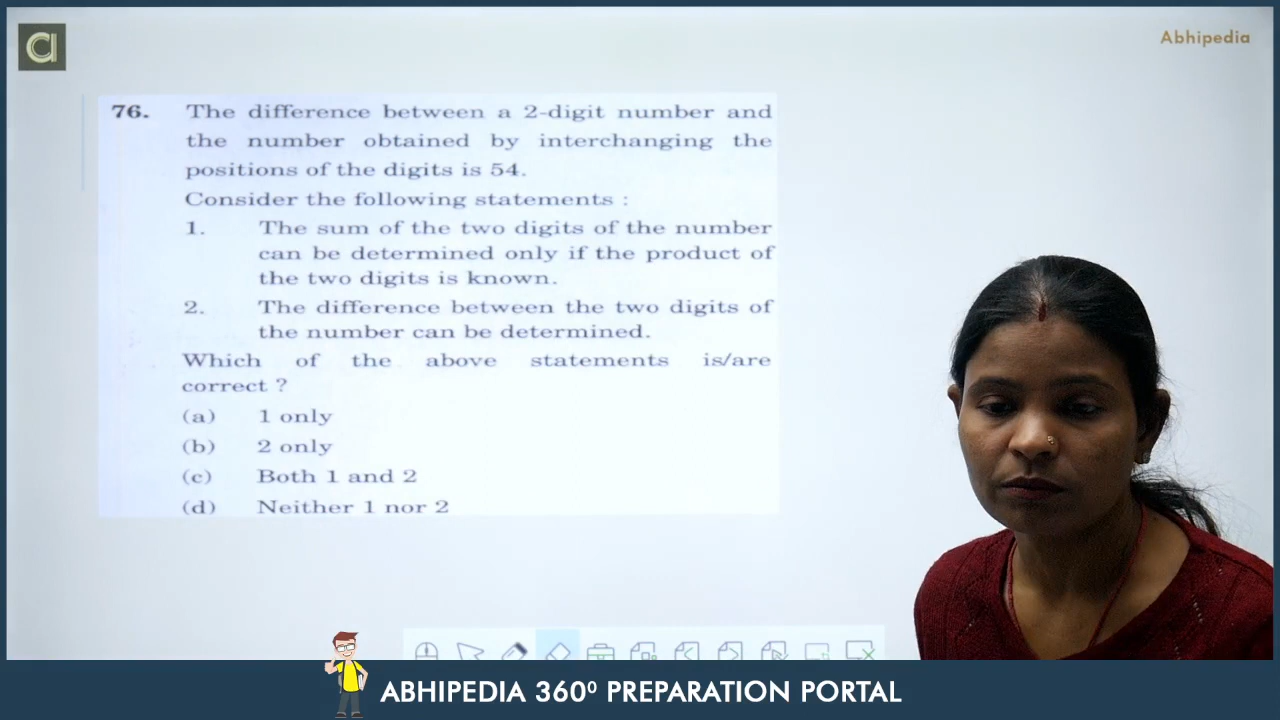 Abhipedia
76. The difference between a 2-digit number and
the number obtained by interchanging the
positions of the digits is 54.
Consider the following statements :
1. The sum of the two digits of the number
can be determined only if the product of
the two digits is known.
2. The difference between the two digits of
the number can be determined.
Which of the above statements is/are
correct ?
(a) 1 only
(b) 2 only
(c) Both 1 and 2
(d) Neither 1 nor 2
ABHIPEDIA 360⁰ PREPARATION PORTAL